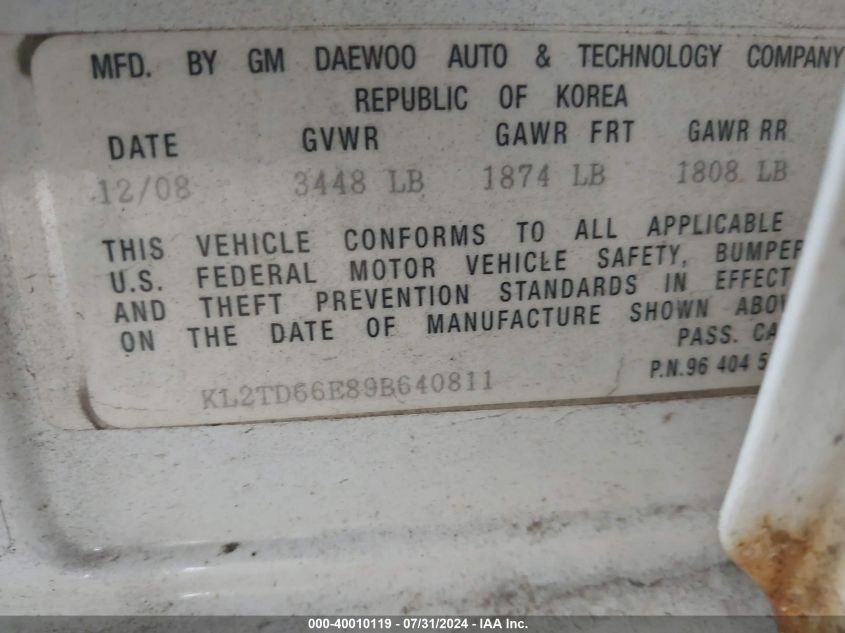 MFD. BY GM DAEWOO AUTO & TECHNOLOGY COMPANY
REPUBLIC OF KOREA
DATE GVWR GAWR FRT GAWR RR
12/08 3448 LB 1874 LB 1808 LB
THIS VEHICLE CONFORMS TO ALL APPLICABLE
U.S. FEDERAL MOTOR VEHICLE SAFETY, BUMPER
AND THEFT PREVENTION STANDARDS IN EFFECT
ON THE DATE OF MANUFACTURE SHOWN
PASS.
P.N.96 404
KL2TD66E89B640811
000-40010119 - 07/31/2024 - IAA Inc.